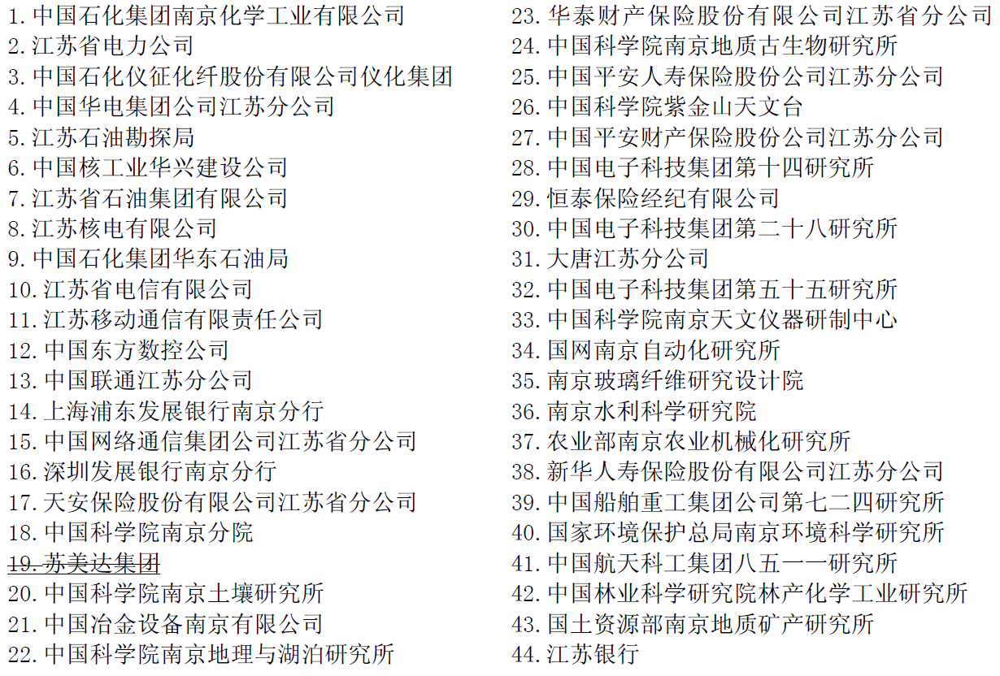 1.中国石化集团南京化学工业有限公司
2.江苏省电力公司
3.中国石化仪征化纤股份有限公司仪化集团
4.中国华电集团公司江苏分公司
5.江苏石油勘探局
6.中国核工业华兴建设公司
7.江苏省石油集团有限公司
8.江苏核电有限公司
9.中国石化集团华东石油局
10.江苏省电信有限公司
11.江苏移动通信有限责任公司
12.中国东方数控公司
13.中国联通江苏分公司
14.上海浦东发展银行南京分行
15.中国网络通信集团公司江苏省分公司
16.深圳发展银行南京分行
17.天安保险股份有限公司江苏省分公司
18.中国科学院南京分院
19.苏美达集团
20.中国科学院南京土壤研究所
21.中国冶金设备南京有限公司
22.中国科学院南京地理与湖泊研究所
23.华泰财产保险股份有限公司江苏省分公司
24.中国科学院南京地质古生物研究所
25.中国平安人寿保险股份公司江苏分公司
26.中国科学院紫金山天文台
27.中国平安财产保险股份公司江苏分公司
28.中国电子科技集团第十四研究所
29.恒泰保险经纪有限公司
30.中国电子科技集团第二十八研究所
31.大唐江苏分公司
32.中国电子科技集团第五十五研究所
33.中国科学院南京天文仪器研制中心
34.国网南京自动化研究所
35.南京玻璃纤维研究设计院
36.南京水利科学研究院
37.农业部南京农业机械化研究所
38.新华人寿保险股份有限公司江苏分公司
39.中国船舶重工集团公司第七二四研究所
40.国家环境保护总局南京环境科学研究所
41.中国航天科工集团八五一一研究所
42.中国林业科学研究院林产化学工业研究所
43.国土资源部南京地质矿产研究所
44.江苏银行